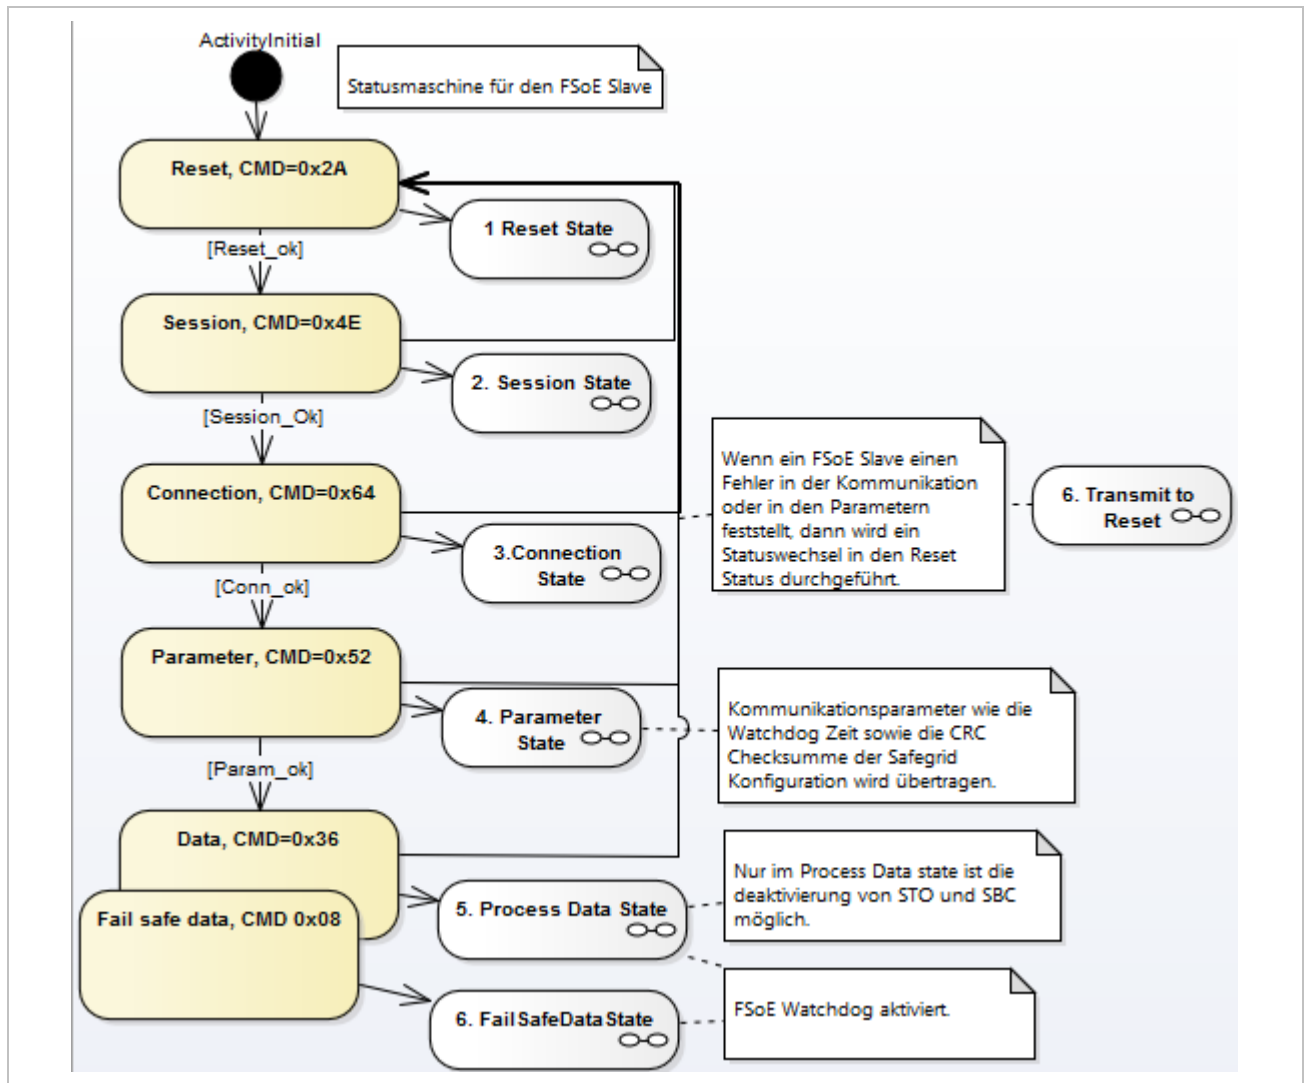 ActivityInitial
Statusmaschine für den FSoE Slave
Reset, CMD=0x2A
1 Reset State
[Reset_ok]
Session, CMD=0x4E
2. Session State
[Session_Ok]
Connection, CMD=0x64
3.Connection
State
Wenn ein FSoE Slave einen
Fehler in der Kommunikation
oder in den Parametern
feststellt, dann wird ein
Statuswechsel in den Reset
Status durchgeführt.
6. Transmit to
Reset
[Conn_ok]
Parameter, CMD=0x52
4. Parameter
State
Kommunikationsparameter wie die
Watchdog Zeit sowie die CRC
Checksumme der Safegrid
Konfiguration wird übertragen.
[Param_ok]
Data, CMD=0x36
5. Process Data State
Nur im Process Data state ist die
deaktivierung von STO und SBC
möglich.
Fail safe data, CMD 0x08
6. FailSafeDataState
FSoE Watchdog aktiviert.